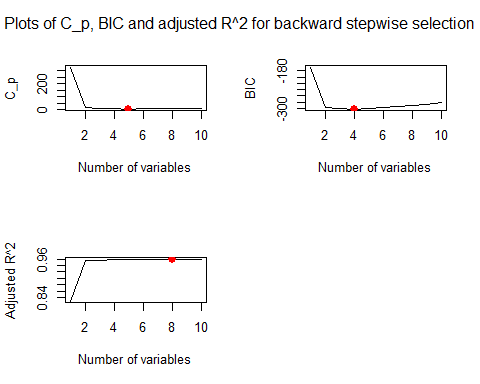 Plots of C_p, BIC and adjusted R^2 for backward stepwise selection
C_p
0 200
2 4 6 8 10
Number of variables
BIC
-300 -180
2 4 6 8 10
Number of variables
Adjusted R^2
0.84 0.96
2 4 6 8 10
Number of variables